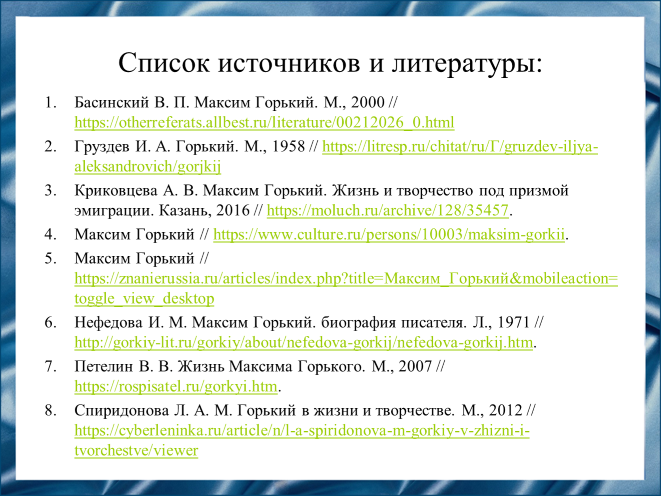 Список источников и литературы:
1. Басинский В. П. Максим Горький. М., 2000 //
https://otherreferats.allbest.ru/literature/00212026_0.html
2. Груздев И. А. Горький. М., 1958 // https://litresp.ru/chitat/ru/Г/gruzdev-iljya-
aleksandrovich/gorjkij
3. Криковцева А. В. Максим Горький. Жизнь и творчество под призмой
эмиграции. Казань, 2016 // https://moluch.ru/archive/128/35457.
4. Максим Горький // https://www.culture.ru/persons/10003/maksim-gorkii.
5. Максим Горький //
https://znanierussia.ru/articles/index.php?title=Максим_Горький&mobileaction=
toggle_view_desktop
6. Нефедова И. М. Максим Горький. биография писателя. Л., 1971 //
http://gorkiy-lit.ru/gorkiy/about/nefedova-gorkij/nefedova-gorkij.htm.
7. Петелин В. В. Жизнь Максима Горького. М., 2007 //
https://rospisatel.ru/gorkyi.htm.
8. Спиридонова Л. А. М. Горький в жизни и творчестве. М., 2012 //
https://cyberleninka.ru/article/n/l-a-spiridonova-m-gorkiy-v-zhizni-i-
tvorchestve/viewer